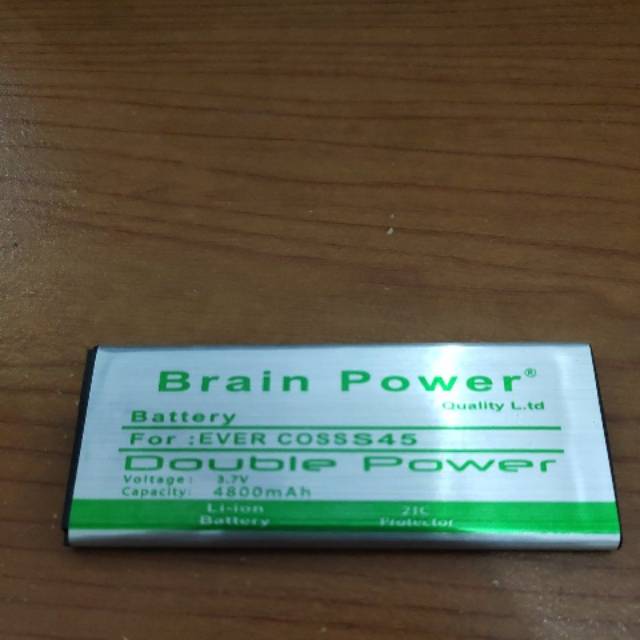 Brain Power®
Quality L.td
Battery
For : EVER COSSSS45
Double Power
Voltage: 3.7V
Capacity: 4800mAh
Li-ion 2IC
Battery Protector